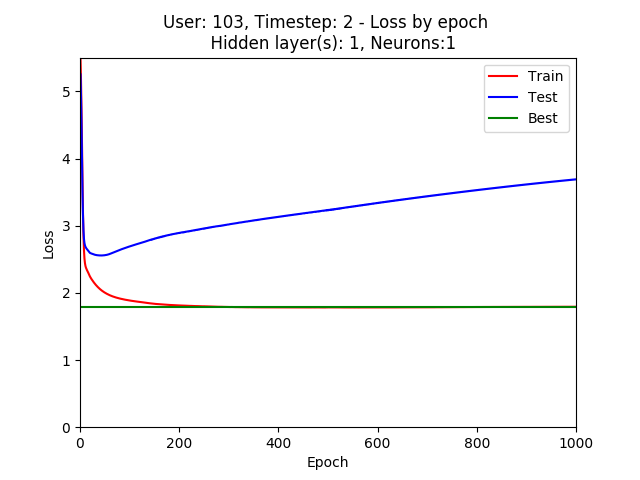 User: 103, Timestep: 2 - Loss by epoch
Hidden layer(s): 1, Neurons:1
Train
Test
Best
5
4
3
2
1
0
Loss
0 200 400 600 800 1000
Epoch